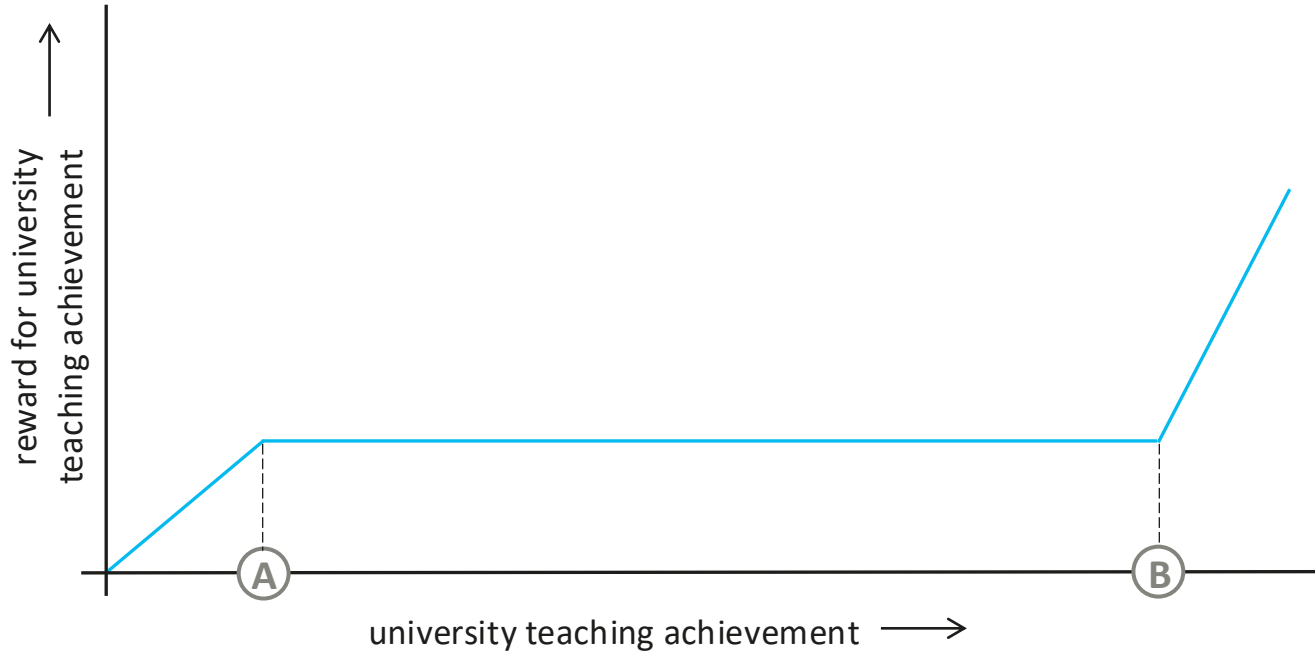 reward for university
teaching achievement
A
B
university teaching achievement